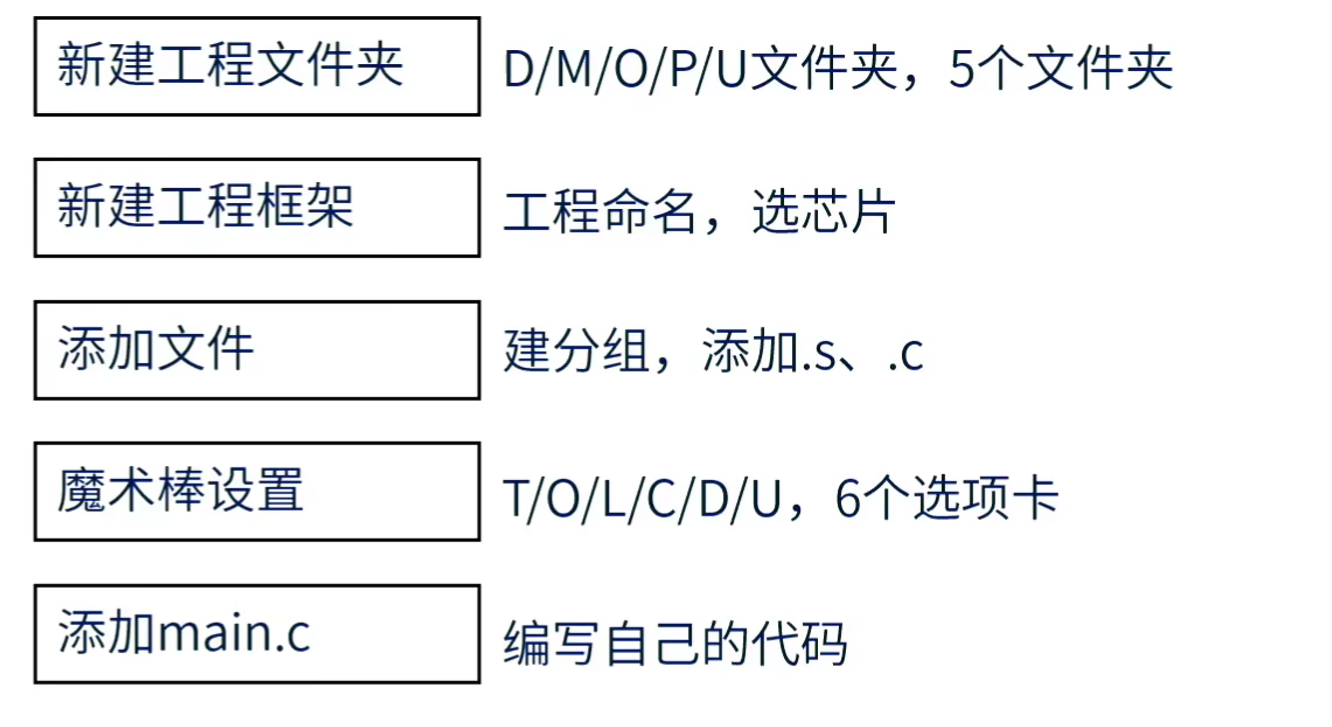 新建工程文件夹 D/M/O/P/U文件夹，5个文件夹
新建工程框架 工程命名，选芯片
添加文件 建分组，添加.s、.c
魔术棒设置 T/O/L/C/D/U，6个选项卡
添加main.c 编写自己的代码